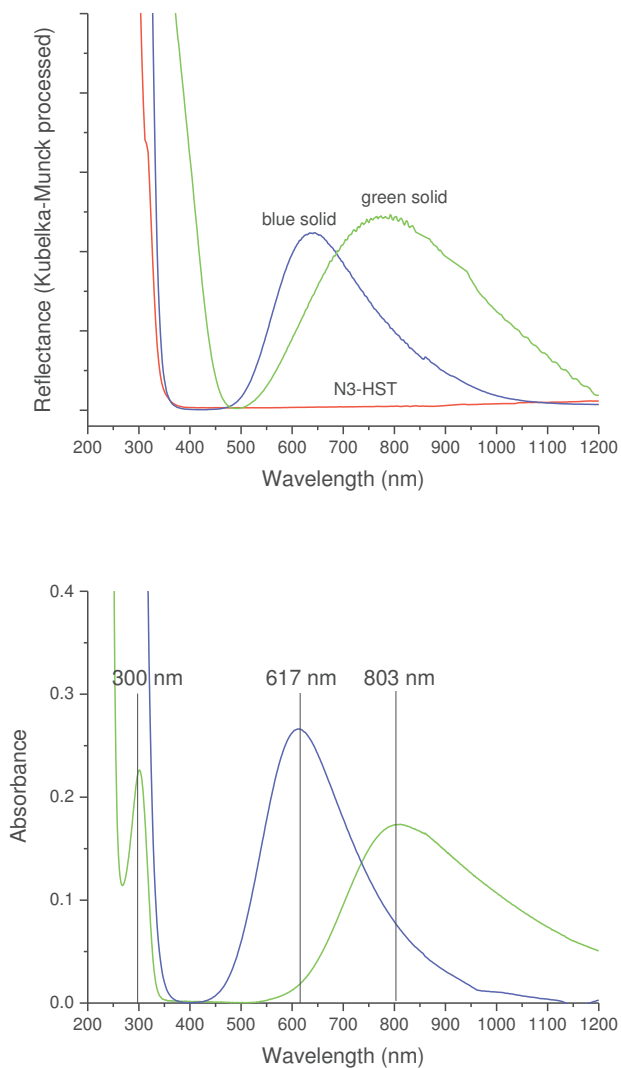 Reflectance (Kubelka-Munck processed)
blue solid
green solid
N3-HST
200 300 400 500 600 700 800 900 1000 1100 1200
Wavelength (nm)
Absorbance
0.4
0.3
0.2
0.1
0.0
300 nm 617 nm 803 nm
200 300 400 500 600 700 800 900 1000 1100 1200
Wavelength (nm)